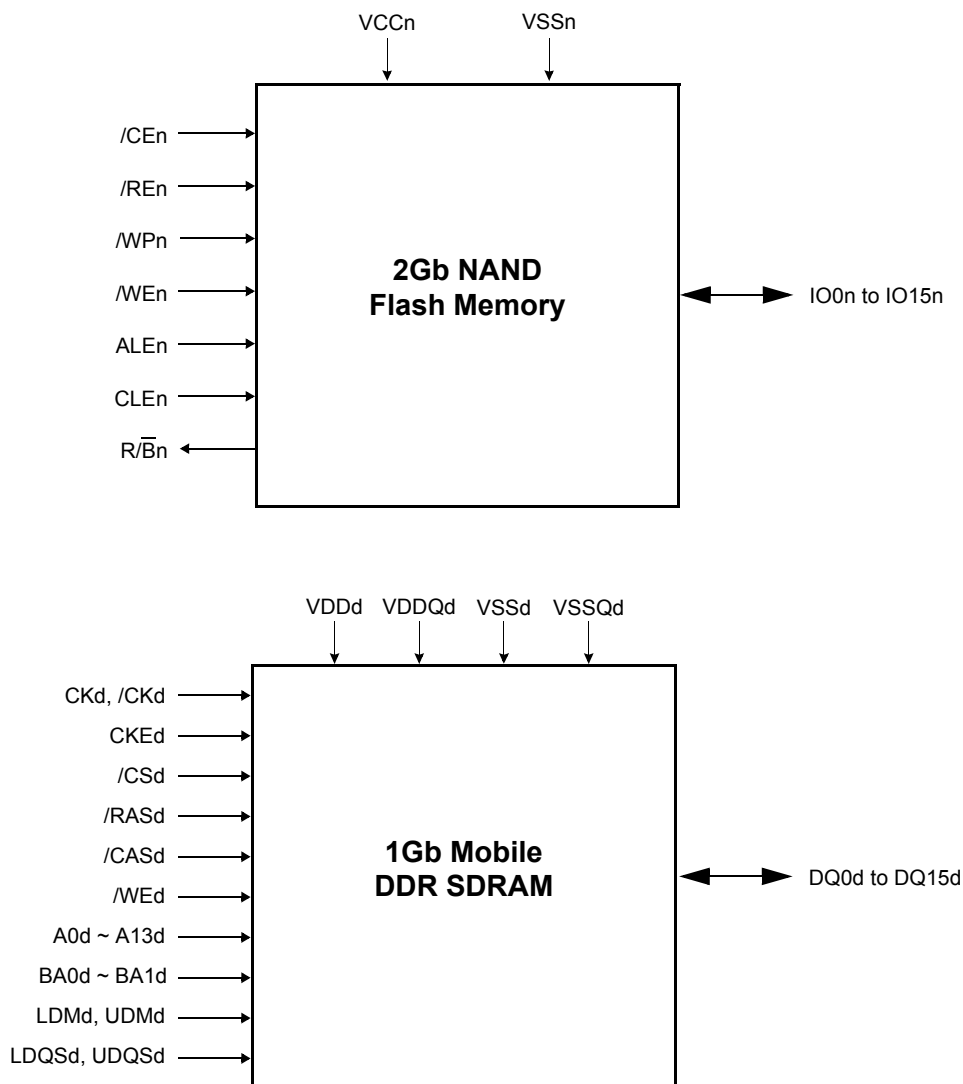 VCCn VSSn
/CEn
/REn
/WPn
/WEn
ALEn
CLEn
R/B̅n
2Gb NAND
Flash Memory
IO0n to IO15n
VDDd VDDQd VSSd VSSQd
CKd, /CKd
CKEd
/CSd
/RASd
/CASd
/WEd
A0d ~ A13d
BA0d ~ BA1d
LDMd, UDMd
LDQSd, UDQSd
1Gb Mobile
DDR SDRAM
DQ0d to DQ15d